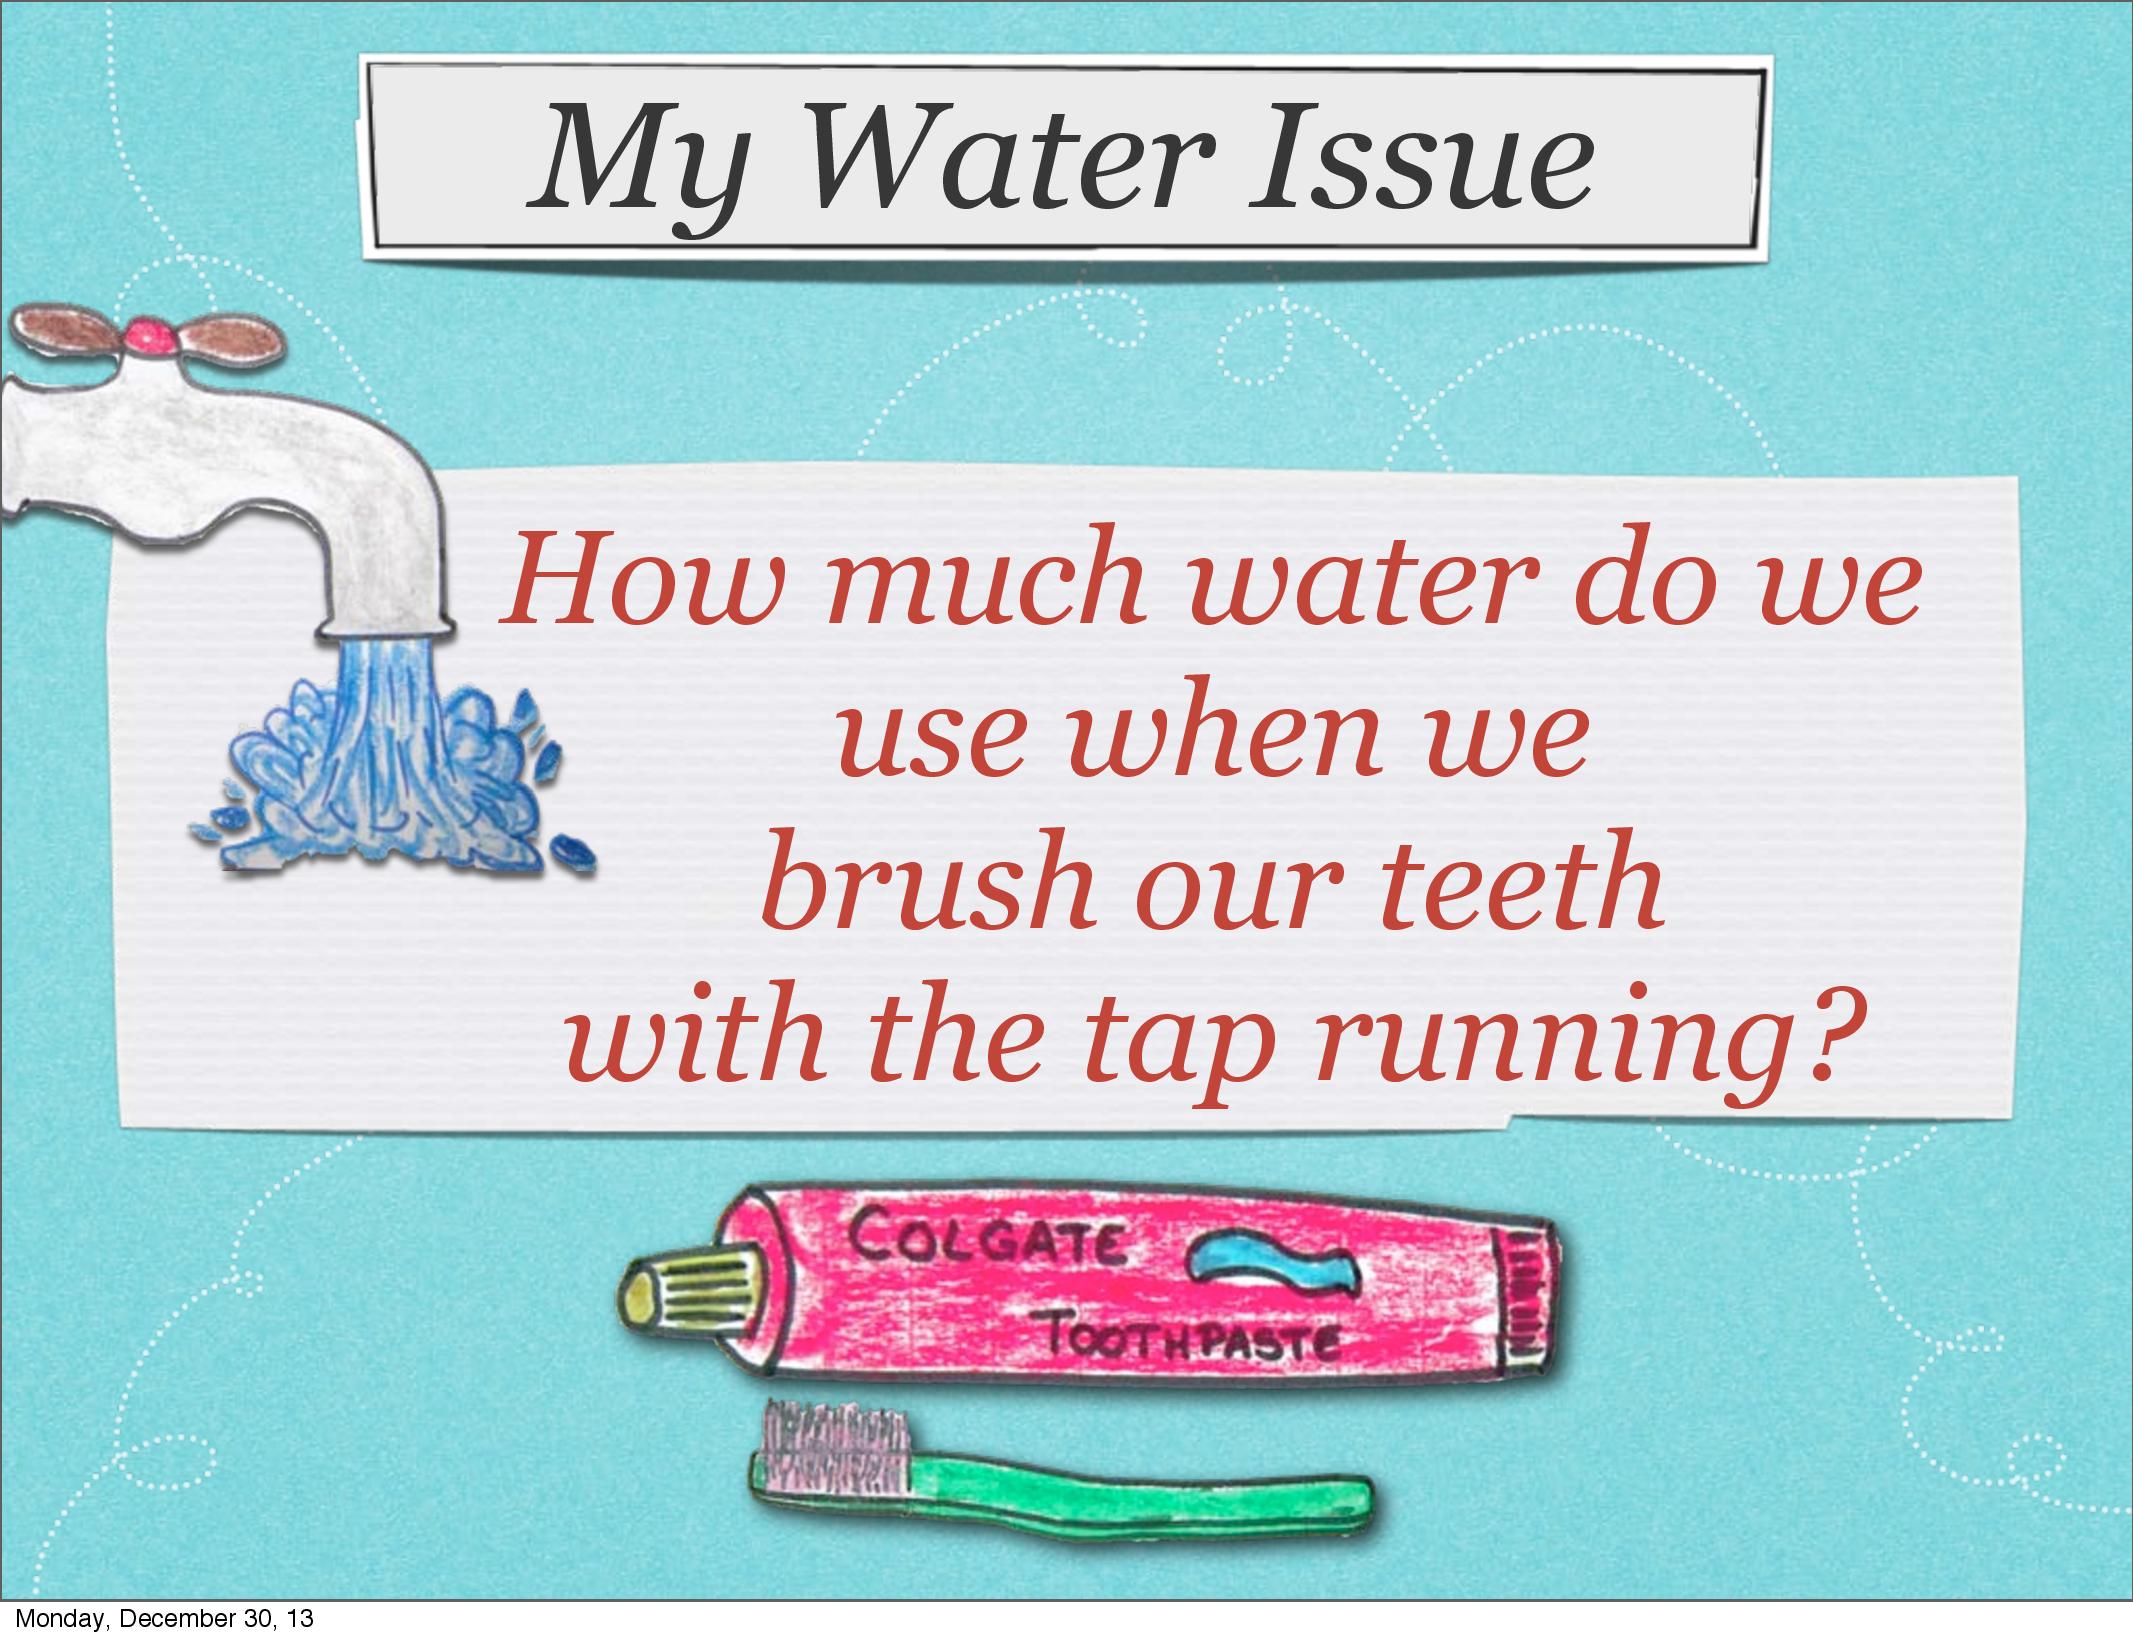 My Water Issue
How much water do we
use when we
brush our teeth
with the tap running?
COLGATE
TOOTHPASTE
Monday, December 30, 13